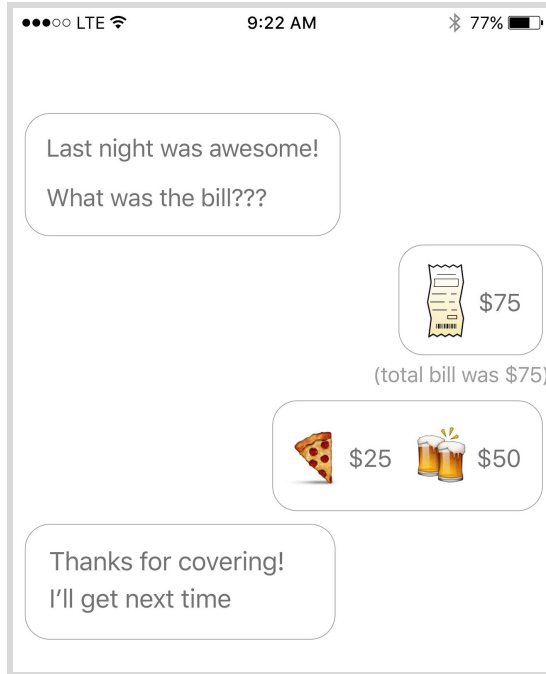 LTE 9:22 AM 77%
Last night was awesome!
What was the bill???
$75
(total bill was $75)
$25 $50
Thanks for covering!
I'll get next time